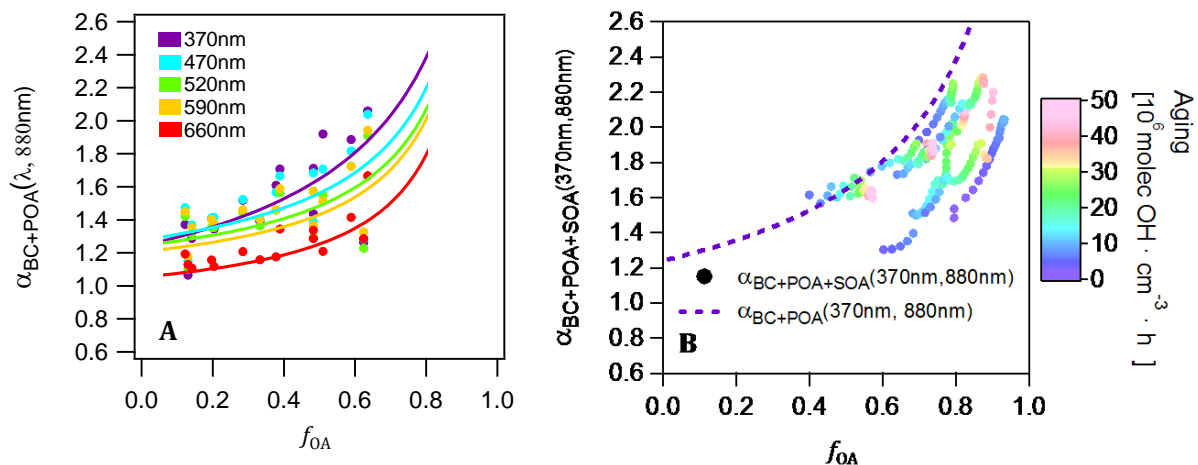 2.6
2.4
2.2
2.0
1.8
1.6
1.4
1.2
1.0
0.8
0.6
αBC+POA(λ, 880nm)
370nm
470nm
520nm
590nm
660nm
A
0.0 0.2 0.4 0.6 0.8 1.0
fOA
2.6
2.4
2.2
2.0
1.8
1.6
1.4
1.2
1.0
0.8
0.6
αBC+POA+SOA(370nm,880nm)
αBC+POA+SOA(370nm,880nm)
αBC+POA(370nm, 880nm)
B
0.0 0.2 0.4 0.6 0.8 1.0
fOA
50
40
30
20
10
0
Aging
[10⁶ molec OH · cm⁻³ · h ]